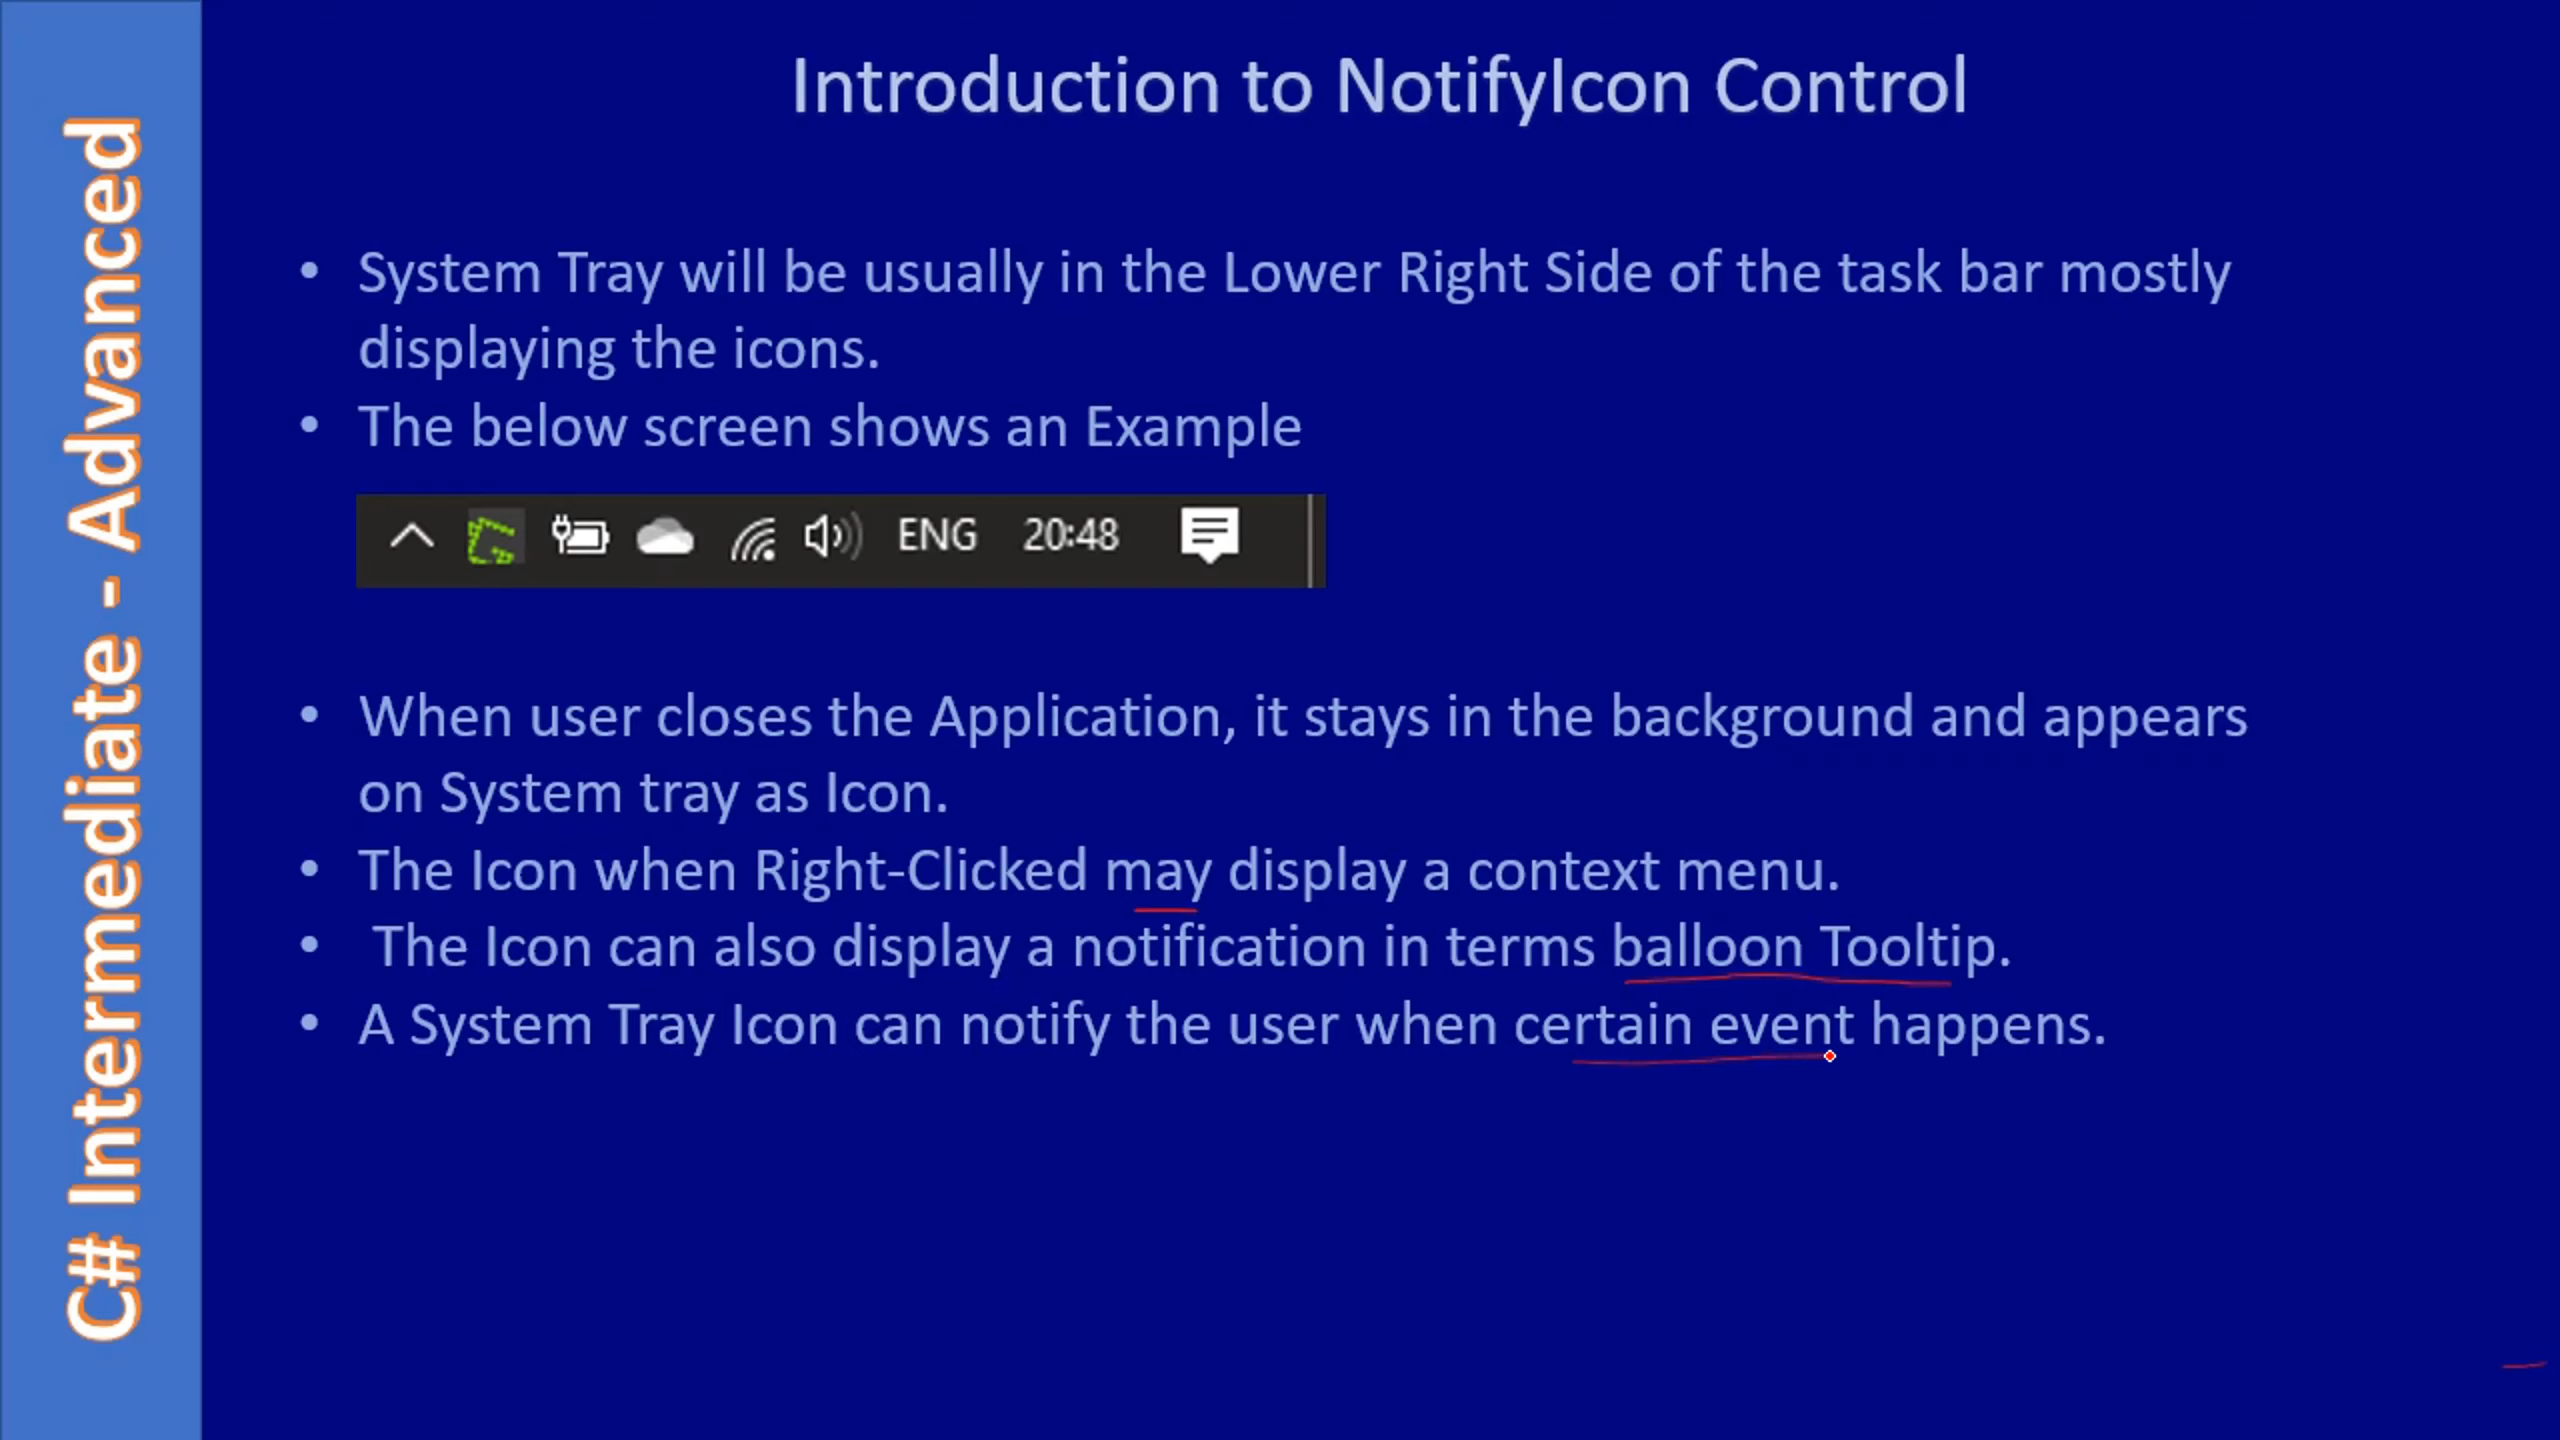 C# Intermediate - Advanced
Introduction to NotifyIcon Control
• System Tray will be usually in the Lower Right Side of the task bar mostly
displaying the icons.
• The below screen shows an Example
ENG 20:48
• When user closes the Application, it stays in the background and appears
on System tray as Icon.
• The Icon when Right-Clicked may display a context menu.
• The Icon can also display a notification in terms balloon Tooltip.
• A System Tray Icon can notify the user when certain event happens.